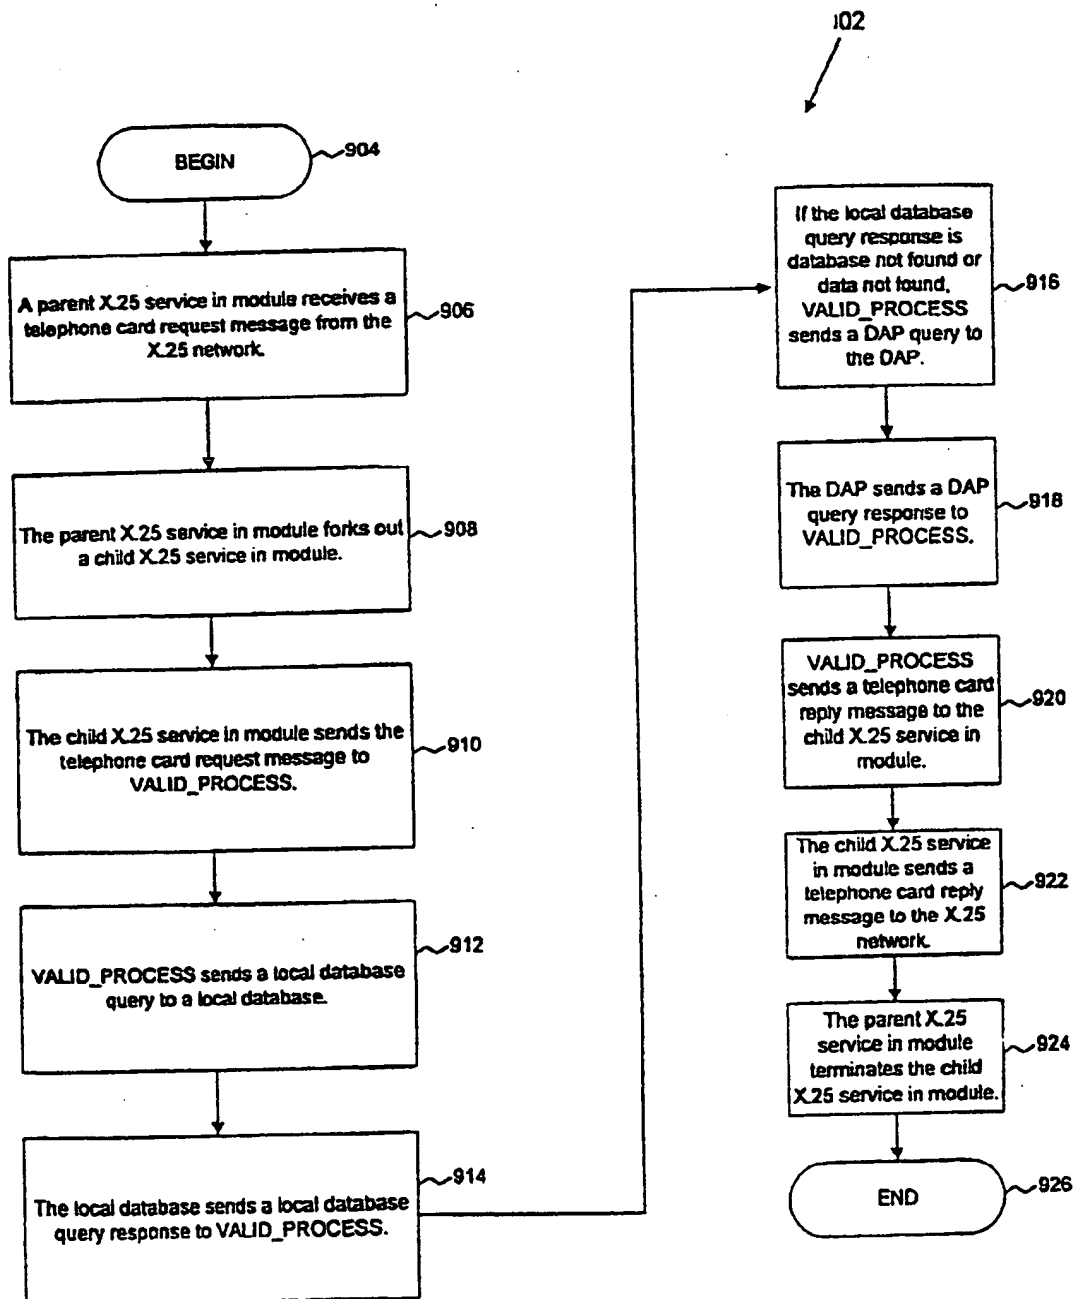 102
BEGIN
904
A parent X.25 service in module receives a
telephone card request message from the
X.25 network.
906
The parent X.25 service in module forks out
a child X.25 service in module.
908
The child X.25 service in module sends the
telephone card request message to
VALID_PROCESS.
910
VALID_PROCESS sends a local database
query to a local database.
912
The local database sends a local database
query response to VALID_PROCESS.
914
If the local database
query response is
database not found or
data not found,
VALID_PROCESS
sends a DAP query to
the DAP.
916
The DAP sends a DAP
query response to
VALID_PROCESS.
918
VALID_PROCESS
sends a telephone card
reply message to the
child X.25 service in
module.
920
The child X.25 service
in module sends a
telephone card reply
message to the X.25
network.
922
The parent X.25
service in module
terminates the child
X.25 service in module.
924
END
926